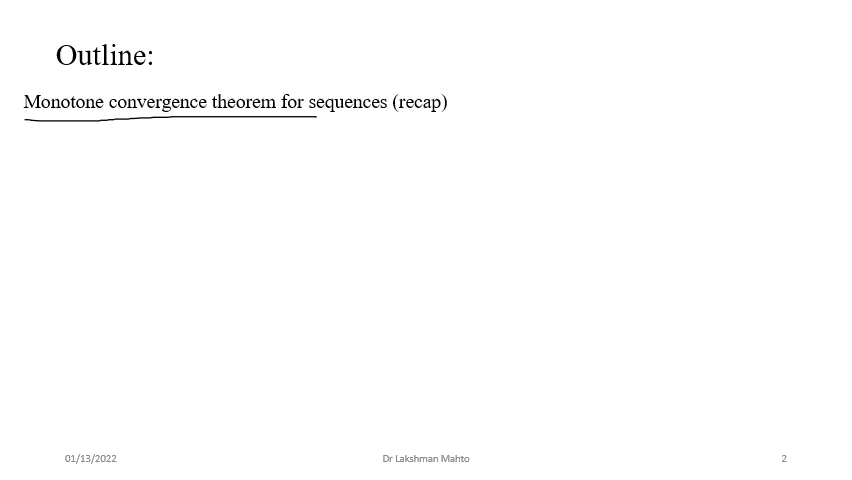 Outline:
Monotone convergence theorem for sequences (recap)
01/13/2022 Dr Lakshman Mahto 2